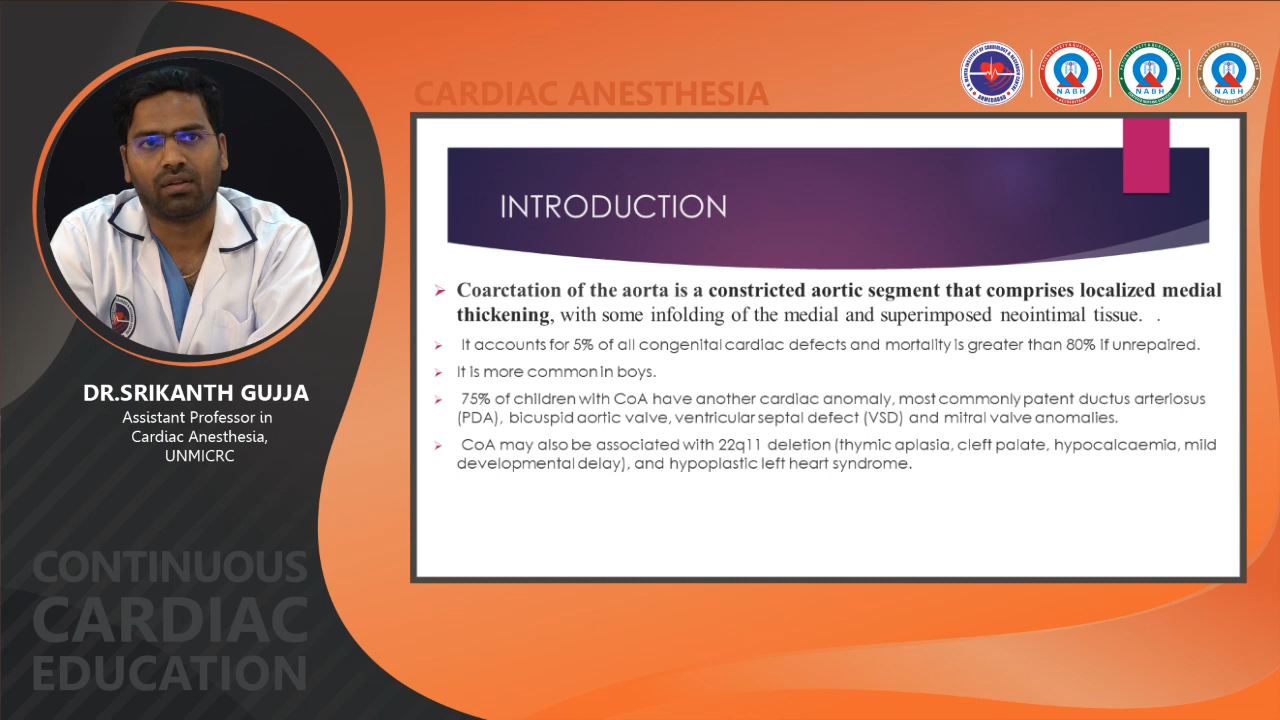 CARDIAC ANESTHESIA
NABH
NABH
NABH
INTRODUCTION
Coarctation of the aorta is a constricted aortic segment that comprises localized medial
thickening, with some infolding of the medial and superimposed neointimal tissue. .
It accounts for 5% of all congenital cardiac defects and mortality is greater than 80% if unrepaired.
It is more common in boys.
75% of children with CoA have another cardiac anomaly, most commonly patent ductus arteriosus
(PDA), bicuspid aortic valve, ventricular septal defect (VSD) and mitral valve anomalies.
CoA may also be associated with 22q11 deletion (thymic aplasia, cleft palate, hypocalcaemia, mild
developmental delay), and hypoplastic left heart syndrome.
DR.SRIKANTH GUJJA
Assistant Professor in
Cardiac Anesthesia,
UNMICRC
CONTINUOUS
CARDIAC
EDUCATION